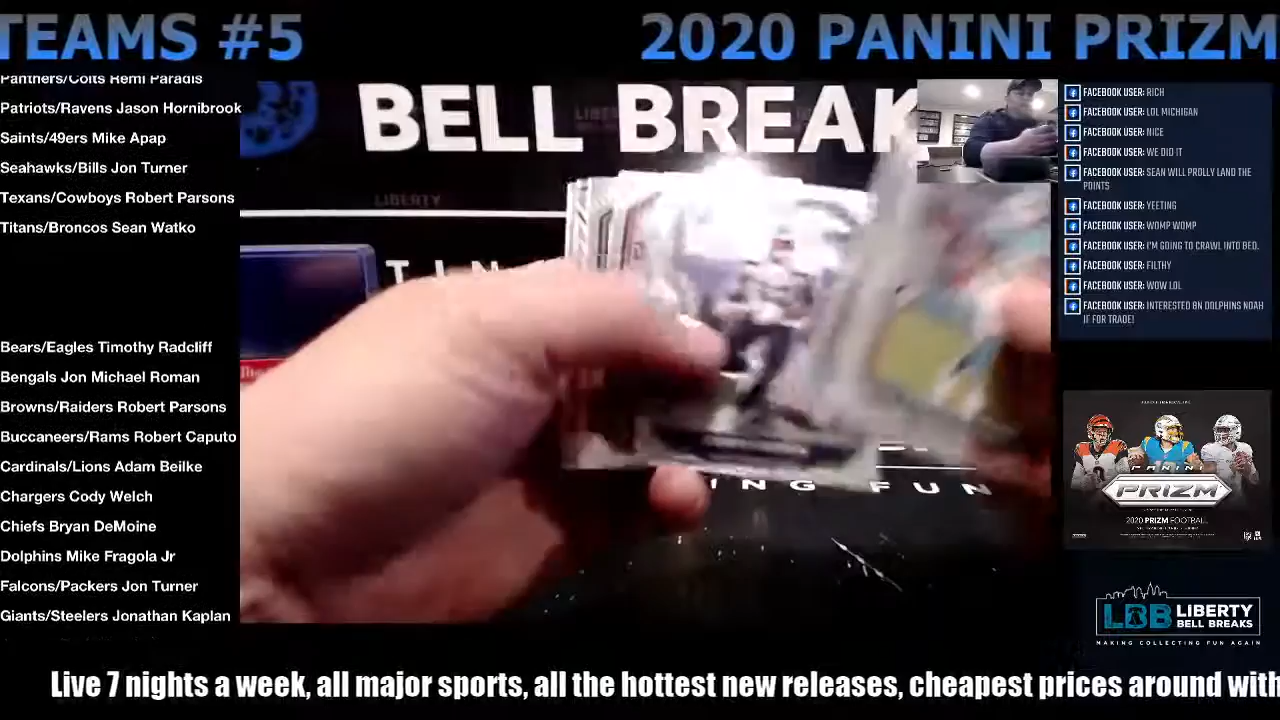 TEAMS #5
2020 PANINI PRIZM
Panthers/Colts Remi Paradis
Patriots/Ravens Jason Hornibrook
Saints/49ers Mike Apap
Seahawks/Bills Jon Turner
Texans/Cowboys Robert Parsons
Titans/Broncos Sean Watko
Bears/Eagles Timothy Radcliff
Bengals Jon Michael Roman
Browns/Raiders Robert Parsons
Buccaneers/Rams Robert Caputo
Cardinals/Lions Adam Beilke
Chargers Cody Welch
Chiefs Bryan DeMoine
Dolphins Mike Fragola Jr
Falcons/Packers Jon Turner
Giants/Steelers Jonathan Kaplan
BELL BREAK
LIBERTY
TIN
ING FUN
FACEBOOK USER: RICH
FACEBOOK USER: LOL MICHIGAN
FACEBOOK USER: NICE
FACEBOOK USER: WE DID IT
FACEBOOK USER: SEAN WILL PROLLY LAND THE
POINTS
FACEBOOK USER: YEETING
FACEBOOK USER: WOMP WOMP
FACEBOOK USER: I'M GOING TO CRAWL INTO BED.
FACEBOOK USER: FILTHY
FACEBOOK USER: WOW LOL
FACEBOOK USER: INTERESTED BN DOLPHINS NOAH
IF FOR TRADE!
PANINI
PRIZM
2020 PRIZM FOOTBALL
LBB LIBERTY
BELL BREAKS
MAKING COLLECTING FUN AGAIN
Live 7 nights a week, all major sports, all the hottest new releases, cheapest prices around with